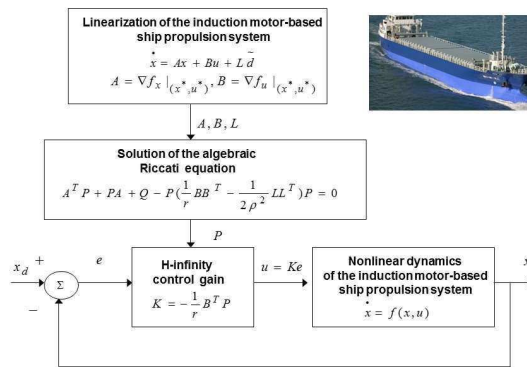 Linearization of the induction motor-based
ship propulsion system
ẋ = Ax + Bu + L d̃
A = ∇f_x |_(x*,u*), B = ∇f_u |_(x*,u*)
A, B, L
Solution of the algebraic
Riccati equation
A^T P + PA + Q − P(1/r BB^T − 1/(2ρ^2) LL^T)P = 0
P
x_d
+
−
Σ
e
H-infinity
control gain
K = −1/r B^T P
u = Ke
Nonlinear dynamics
of the induction motor-based
ship propulsion system
ẋ = f(x,u)
x